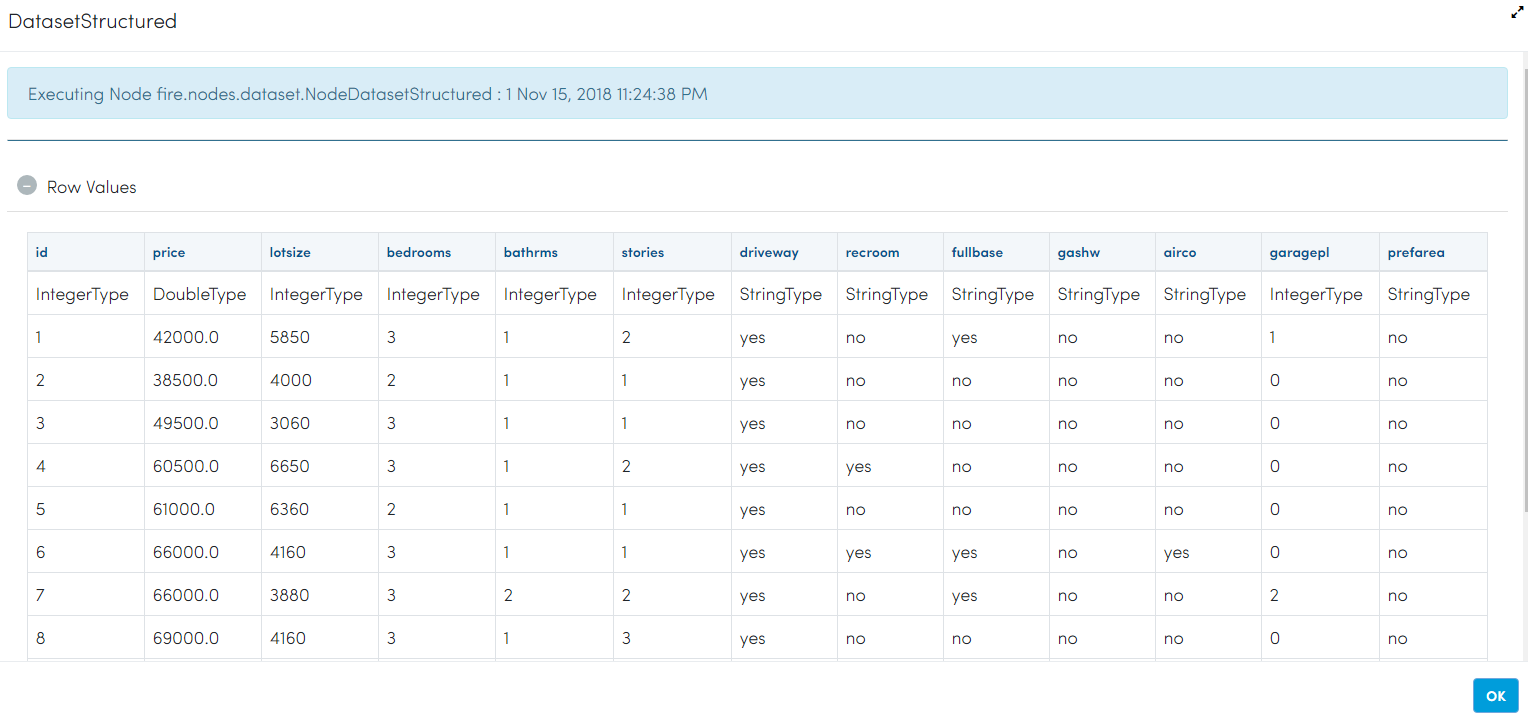 DatasetStructured
Executing Node fire.nodes.dataset.NodeDatasetStructured : 1 Nov 15, 2018 11:24:38 PM
Row Values
id price lotsize bedrooms bathrms stories driveway recroom fullbase gashw airco garagepl prefarea
IntegerType DoubleType IntegerType IntegerType IntegerType IntegerType StringType StringType StringType StringType StringType IntegerType StringType
1 42000.0 5850 3 1 2 yes no yes no no 1 no
2 38500.0 4000 2 1 1 yes no no no no 0 no
3 49500.0 3060 3 1 1 yes no no no no 0 no
4 60500.0 6650 3 1 2 yes yes no no no 0 no
5 61000.0 6360 2 1 1 yes no no no no 0 no
6 66000.0 4160 3 1 1 yes yes yes no yes 0 no
7 66000.0 3880 3 2 2 yes no yes no no 2 no
8 69000.0 4160 3 1 3 yes no no no no 0 no
OK